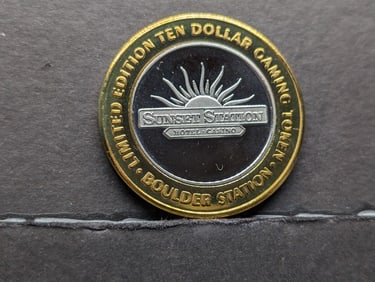 LIMITED EDITION TEN DOLLAR GAMING TOKEN
SUNSET STATION
HOTEL · CASINO
BOULDER STATION